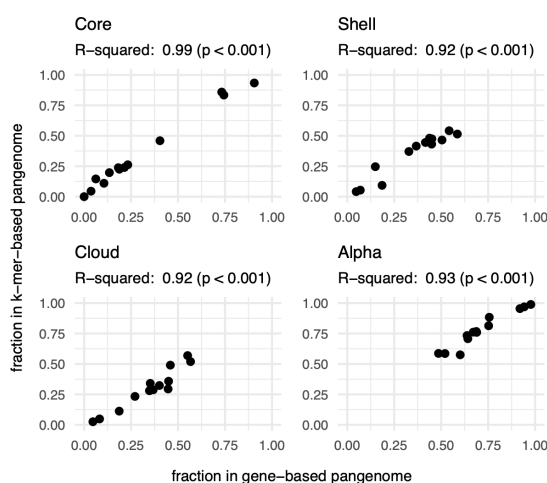 Core
R−squared: 0.99 (p < 0.001)
1.00
0.75
0.50
0.25
0.00
0.00 0.25 0.50 0.75 1.00
Shell
R−squared: 0.92 (p < 0.001)
1.00
0.75
0.50
0.25
0.00
0.00 0.25 0.50 0.75 1.00
Cloud
R−squared: 0.92 (p < 0.001)
1.00
0.75
0.50
0.25
0.00
0.00 0.25 0.50 0.75 1.00
Alpha
R−squared: 0.93 (p < 0.001)
1.00
0.75
0.50
0.25
0.00
0.00 0.25 0.50 0.75 1.00
fraction in k−mer−based pangenome
fraction in gene−based pangenome